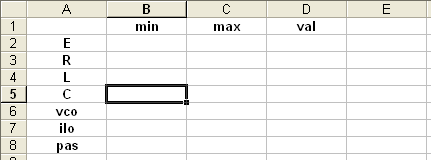 A B C D E
1 min max val
2 E
3 R
4 L
5 C
6 vco
7 ilo
8 pas